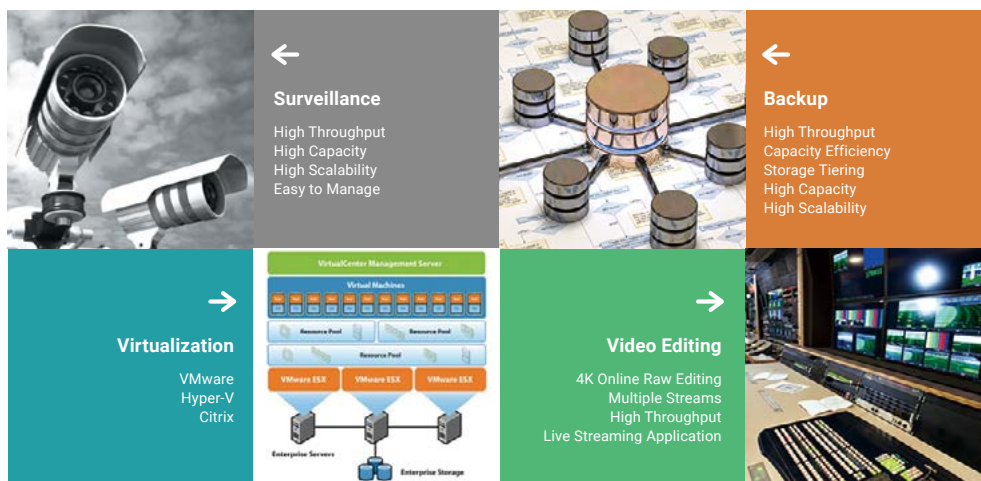 Surveillance
High Throughput
High Capacity
High Scalability
Easy to Manage
Backup
High Throughput
Capacity Efficiency
Storage Tiering
High Capacity
High Scalability
Virtualization
VMware
Hyper-V
Citrix
VirtualCenter Management Server
Virtual Machines
Resource Pool Resource Pool
Resource Pool
VMware ESX VMware ESX VMware ESX
Enterprise Servers
Enterprise Storage
Video Editing
4K Online Raw Editing
Multiple Streams
High Throughput
Live Streaming Application